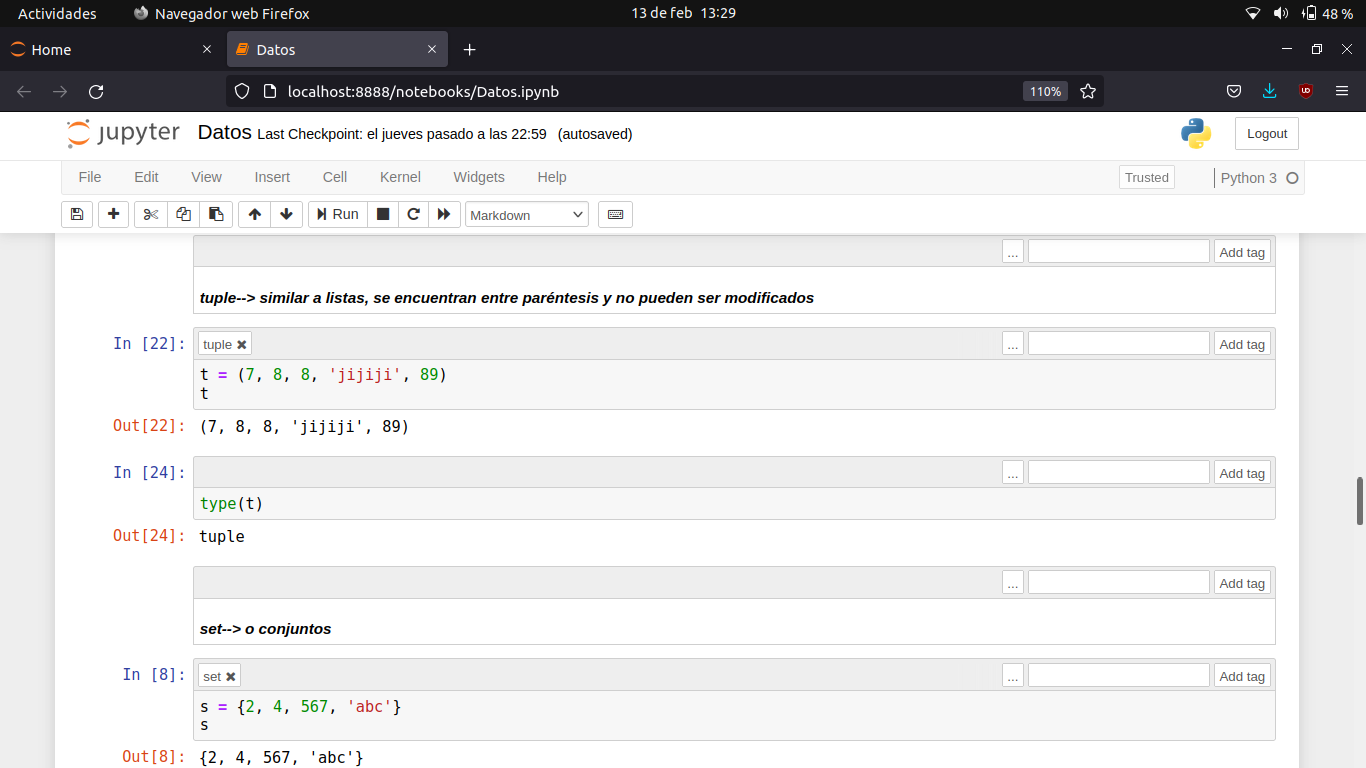 Actividades Navegador web Firefox 13 de feb 13:29 48 %
Home Datos
localhost:8888/notebooks/Datos.ipynb 110%
jupyter Datos Last Checkpoint: el jueves pasado a las 22:59 (autosaved) Logout
File Edit View Insert Cell Kernel Widgets Help Trusted Python 3
Run Markdown
... Add tag
tuple--> similar a listas, se encuentran entre paréntesis y no pueden ser modificados
In [22]: tuple ✖ ... Add tag
t = (7, 8, 8, 'jijiji', 89)
t
Out[22]: (7, 8, 8, 'jijiji', 89)
In [24]: ... Add tag
type(t)
Out[24]: tuple
... Add tag
set--> o conjuntos
In [8]: set ✖ ... Add tag
s = {2, 4, 567, 'abc'}
s
Out[8]: {2, 4, 567, 'abc'}